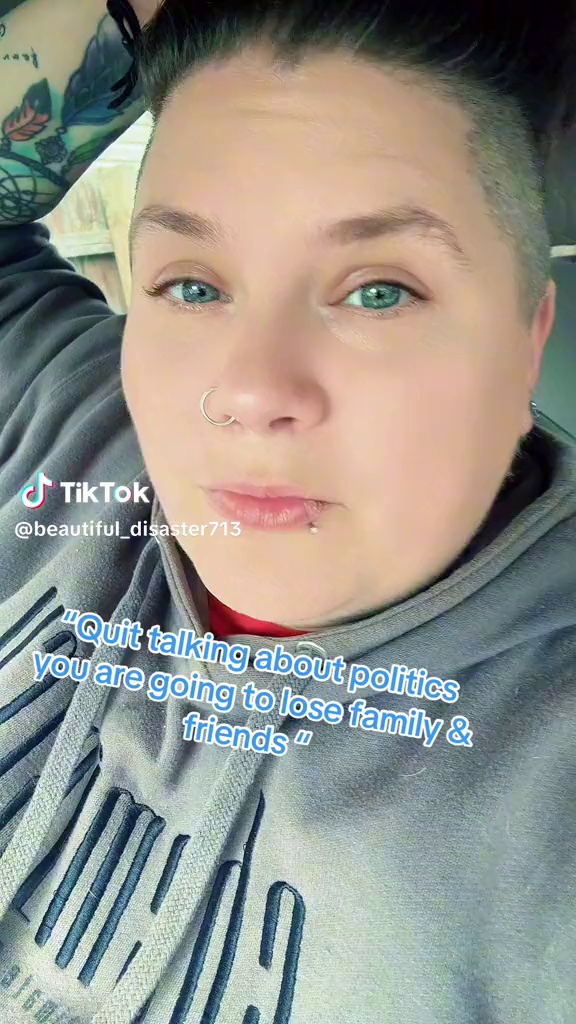 TikTok
@beautiful_disaster713
“Quit talking about politics
you are going to lose family &
friends “